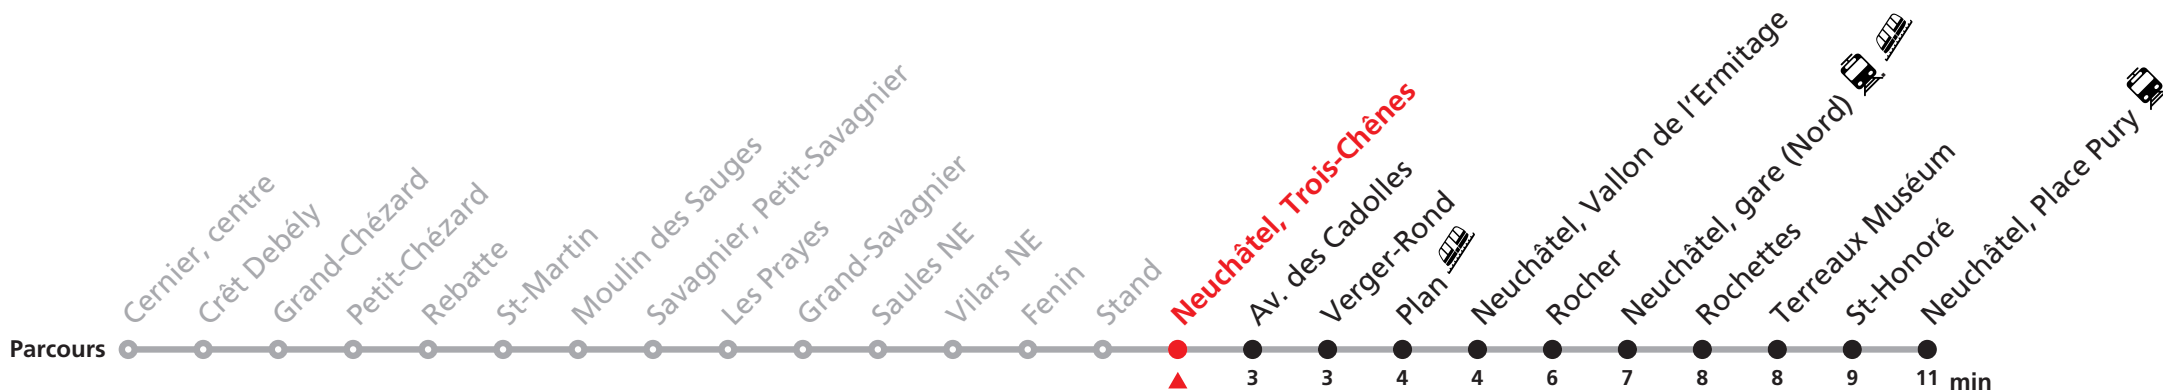 Cernier, centre
Crêt Debély
Grand-Chézard
Petit-Chézard
Rebatte
St-Martin
Moulin des Sauges
Savagnier, Petit-Savagnier
Les Prayes
Grand-Savagnier
Saules NE
Vilars NE
Fenin
Stand
Neuchâtel, Trois-Chênes
Av. des Cadolles
Verger-Rond
Plan
Neuchâtel, Vallon de l'Ermitage
Rocher
Neuchâtel, gare (Nord)
Rochettes
Terreaux Muséum
St-Honoré
Neuchâtel, Place Pury
Parcours
3 3 4 4 6 7 8 8 9 11 min